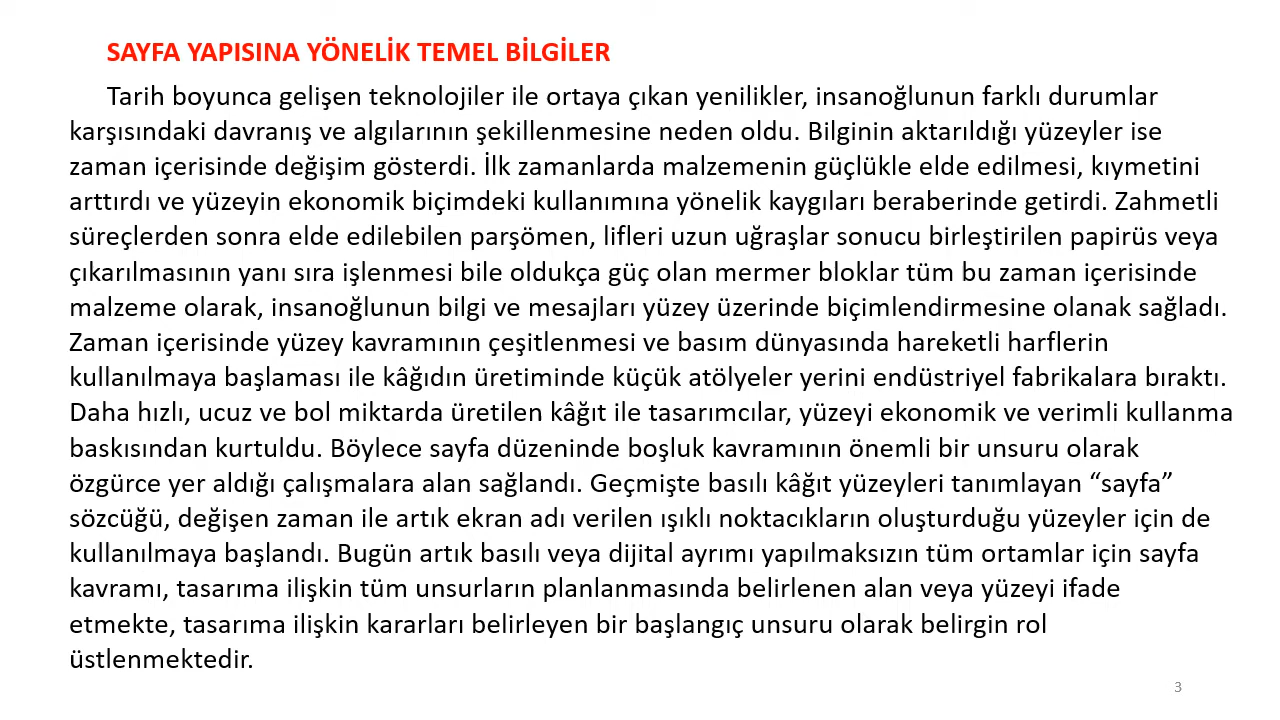 SAYFA YAPISINA YÖNELİK TEMEL BİLGİLER
Tarih boyunca gelişen teknolojiler ile ortaya çıkan yenilikler, insanoğlunun farklı durumlar
karşısındaki davranış ve algılarının şekillenmesine neden oldu. Bilginin aktarıldığı yüzeyler ise
zaman içerisinde değişim gösterdi. İlk zamanlarda malzemenin güçlükle elde edilmesi, kıymetini
arttırdı ve yüzeyin ekonomik biçimdeki kullanımına yönelik kaygıları beraberinde getirdi. Zahmetli
süreçlerden sonra elde edilebilen parşömen, lifleri uzun uğraşlar sonucu birleştirilen papirüs veya
çıkarılmasının yanı sıra işlenmesi bile oldukça güç olan mermer bloklar tüm bu zaman içerisinde
malzeme olarak, insanoğlunun bilgi ve mesajları yüzey üzerinde biçimlendirmesine olanak sağladı.
Zaman içerisinde yüzey kavramının çeşitlenmesi ve basım dünyasında hareketli harflerin
kullanılmaya başlaması ile kâğıdın üretiminde küçük atölyeler yerini endüstriyel fabrikalara bıraktı.
Daha hızlı, ucuz ve bol miktarda üretilen kâğıt ile tasarımcılar, yüzeyi ekonomik ve verimli kullanma
baskısından kurtuldu. Böylece sayfa düzeninde boşluk kavramının önemli bir unsuru olarak
özgürce yer aldığı çalışmalara alan sağlandı. Geçmişte basılı kâğıt yüzeyleri tanımlayan “sayfa”
sözcüğü, değişen zaman ile artık ekran adı verilen ışıklı noktacıkların oluşturduğu yüzeyler için de
kullanılmaya başlandı. Bugün artık basılı veya dijital ayrımı yapılmaksızın tüm ortamlar için sayfa
kavramı, tasarıma ilişkin tüm unsurların planlanmasında belirlenen alan veya yüzeyi ifade
etmekte, tasarıma ilişkin kararları belirleyen bir başlangıç unsuru olarak belirgin rol
üstlenmektedir.
3